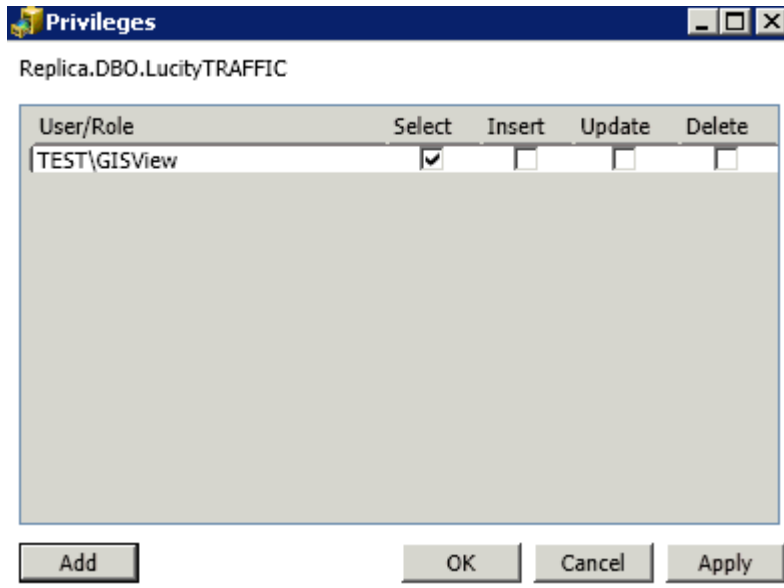 Privileges
Replica.DBO.LucityTRAFFIC
User/Role Select Insert Update Delete
TEST\GISView
Add OK Cancel Apply